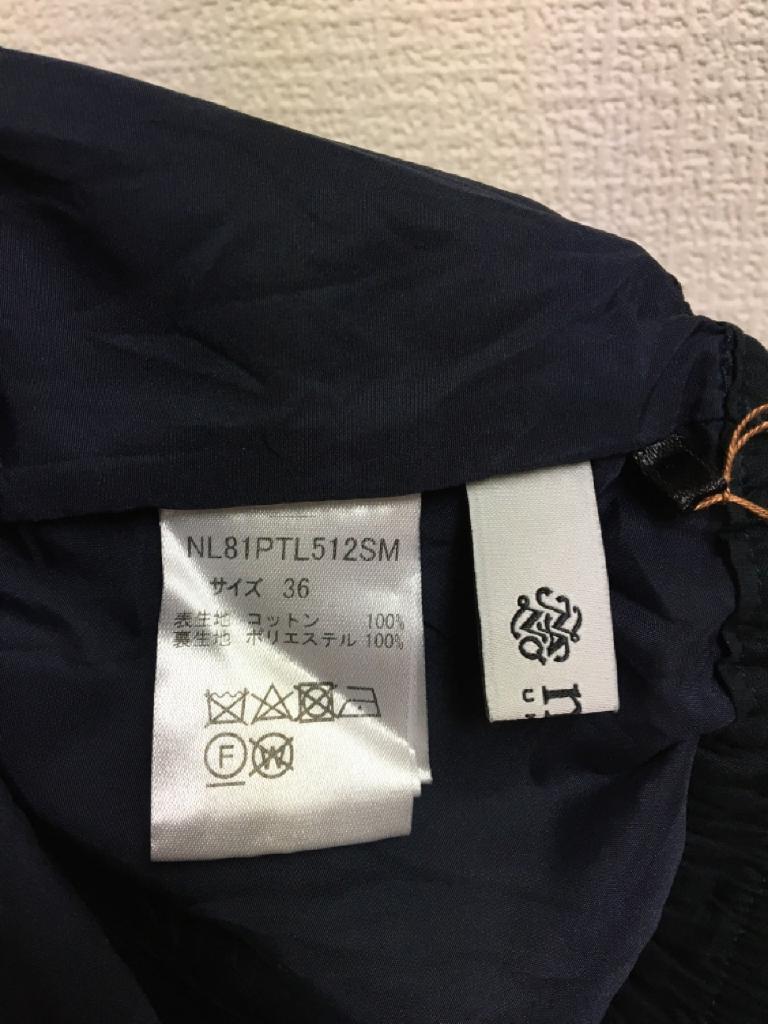 NL81PTL512SM
サイズ 36
表生地 コットン 100%
裏生地 ポリエステル 100%
F W